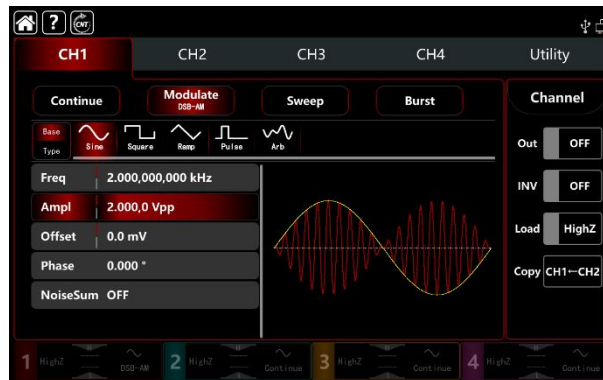 ? CNT
CH1 CH2 CH3 CH4 Utility
Continue Modulate Sweep Burst Channel
DSB-AM
Base
Type Sine Square Ramp Pulse Arb
Out OFF
Freq 2.000,000,000 kHz
INV OFF
Ampl 2.000,0 Vpp
Offset 0.0 mV
Load HighZ
Phase 0.000 °
Copy CH1←CH2
NoiseSum OFF
1 HighZ DSB-AM 2 HighZ Continue 3 HighZ Continue 4 HighZ Continue